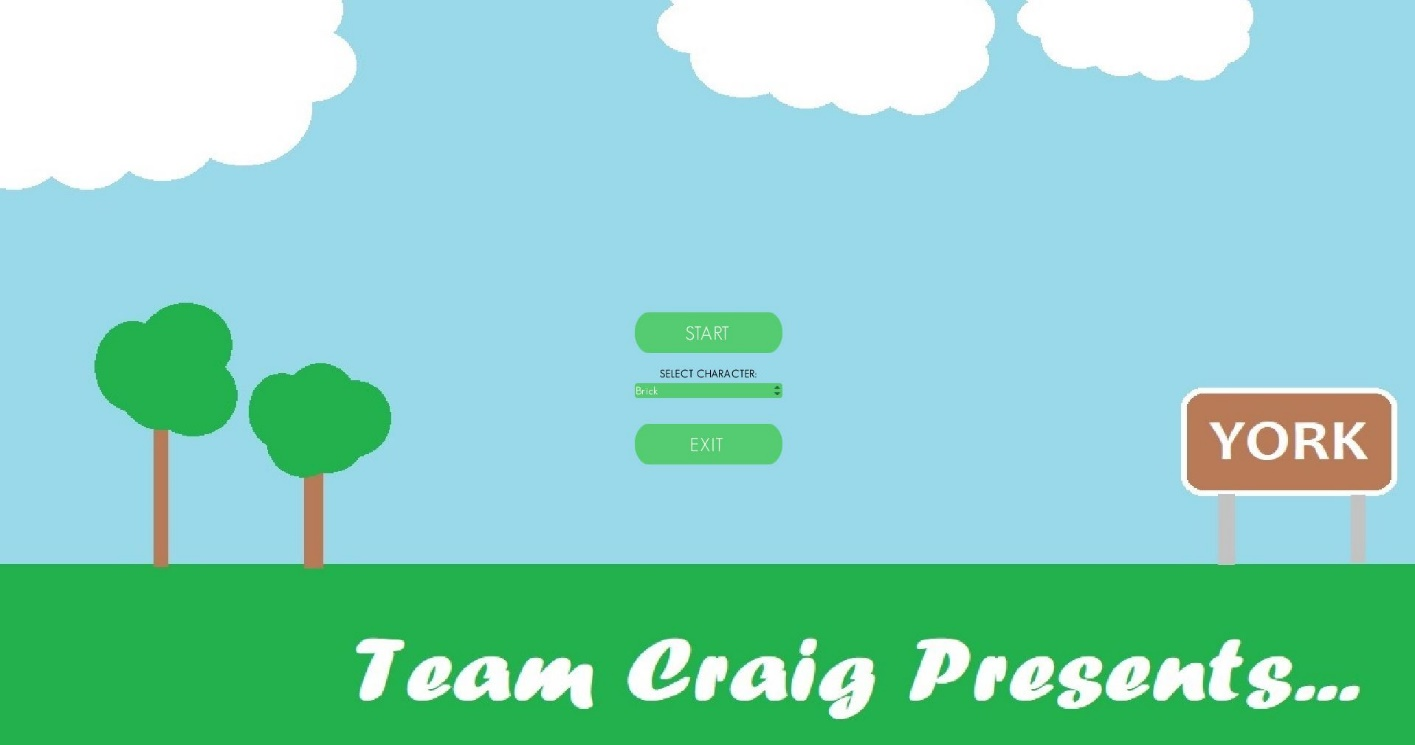 START
SELECT CHARACTER:
Brick
EXIT
YORK
Team Craig Presents...